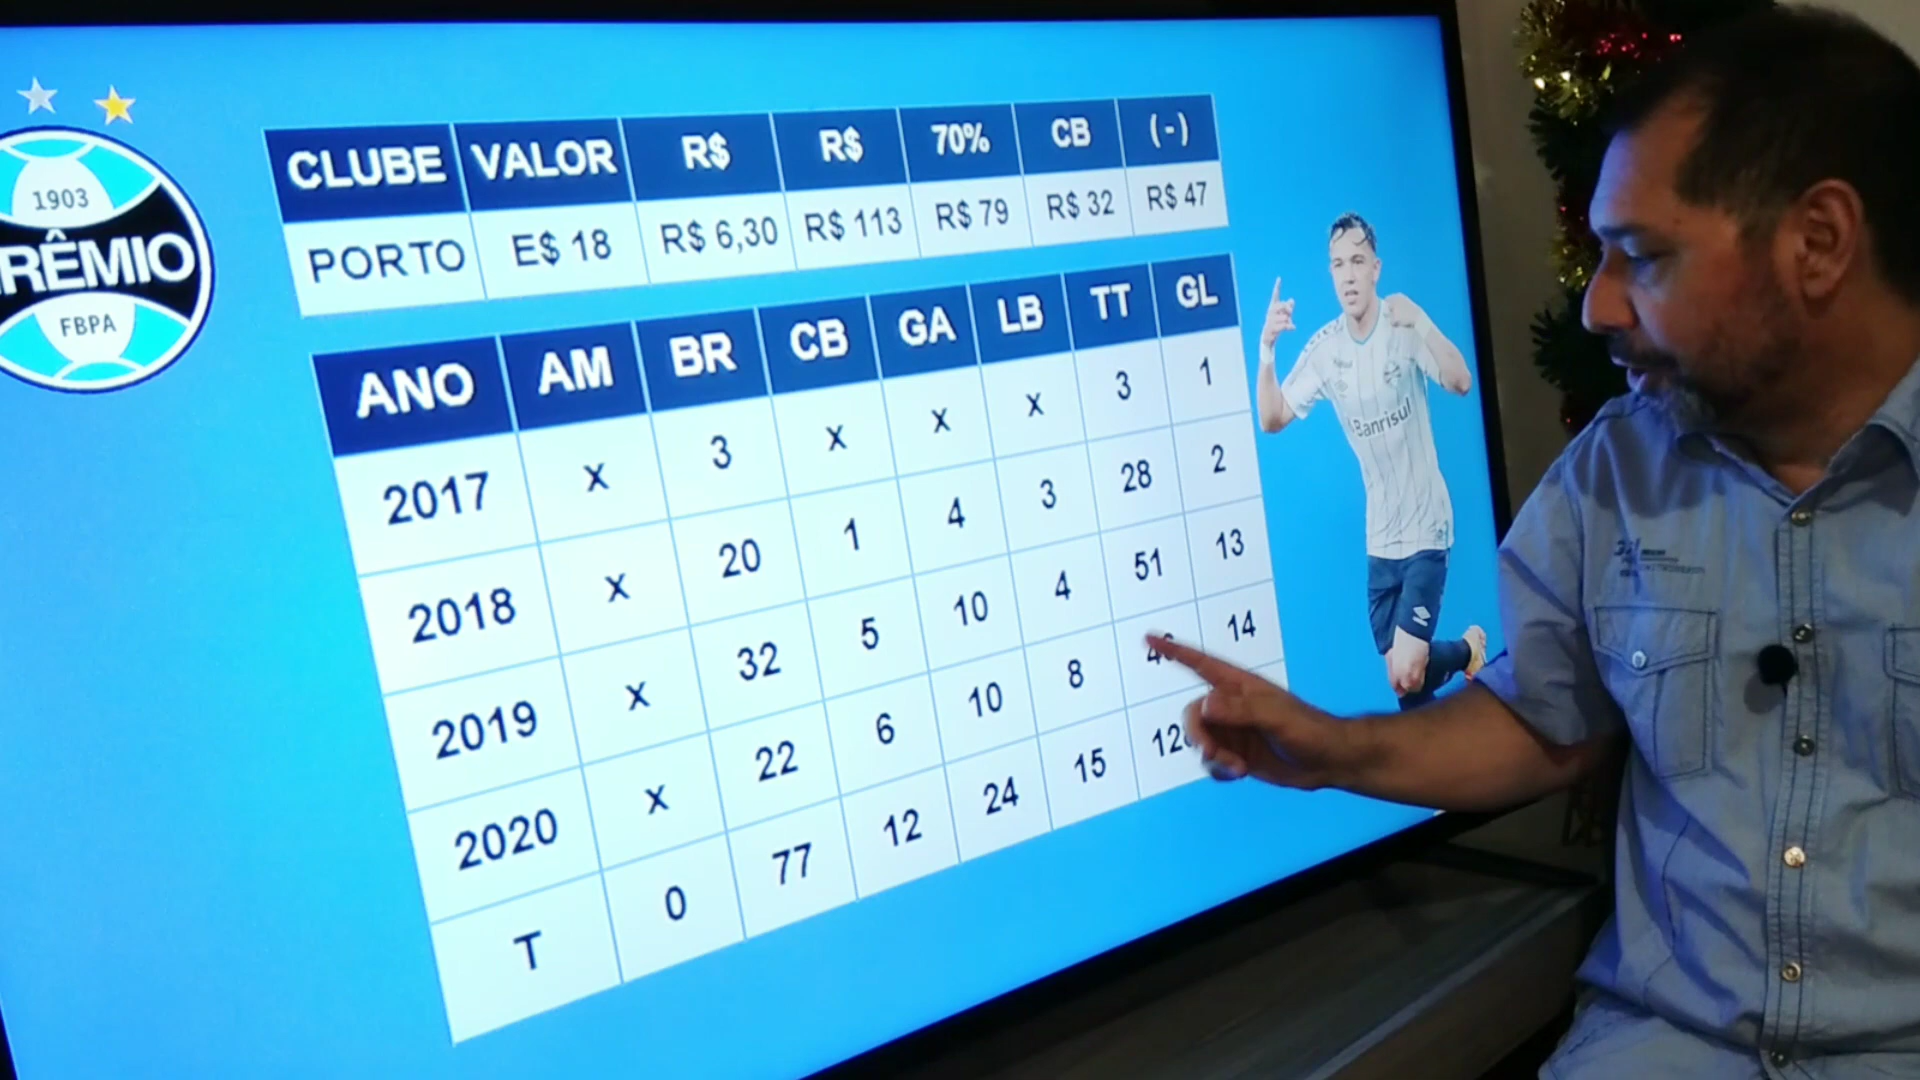 CLUBE VALOR R$ R$ 70% CB (-)
PORTO E$ 18 R$ 6,30 R$ 113 R$ 79 R$ 32 R$ 47
1903
RÊMIO
FBPA
ANO AM BR CB GA LB TT GL
2017 x 3 x x x 3 1
2018 x 20 1 4 3 28 2
2019 x 32 5 10 4 51 13
2020 x 22 6 10 8 14
T 0 77 12 24 15
Banrisul